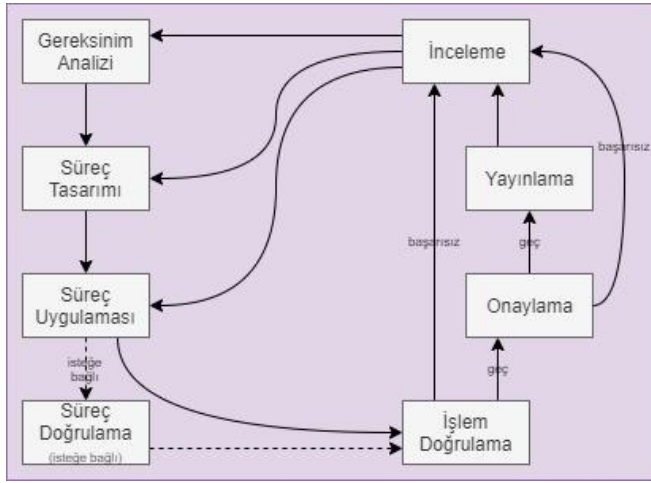 Gereksinim
Analizi
İnceleme
Süreç
Tasarımı
Yayınlama
başarısız
başarısız
geç
Süreç
Uygulaması
Onaylama
isteğe
bağlı
geç
Süreç
Doğrulama
(isteğe bağlı)
İşlem
Doğrulama